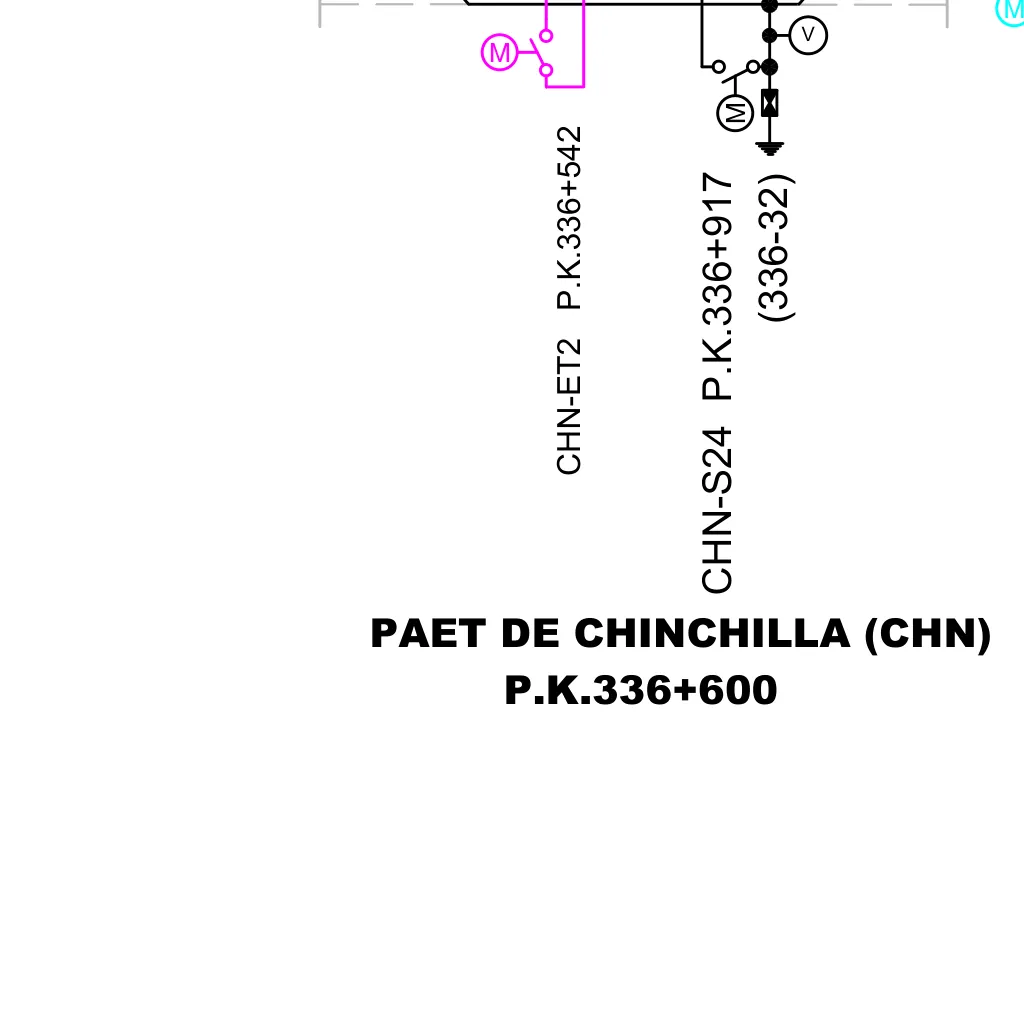 M
M
V
M
CHN-ET2 P.K.336+542
CHN-S24 P.K.336+917
(336-32)
PAET DE CHINCHILLA (CHN)
P.K.336+600